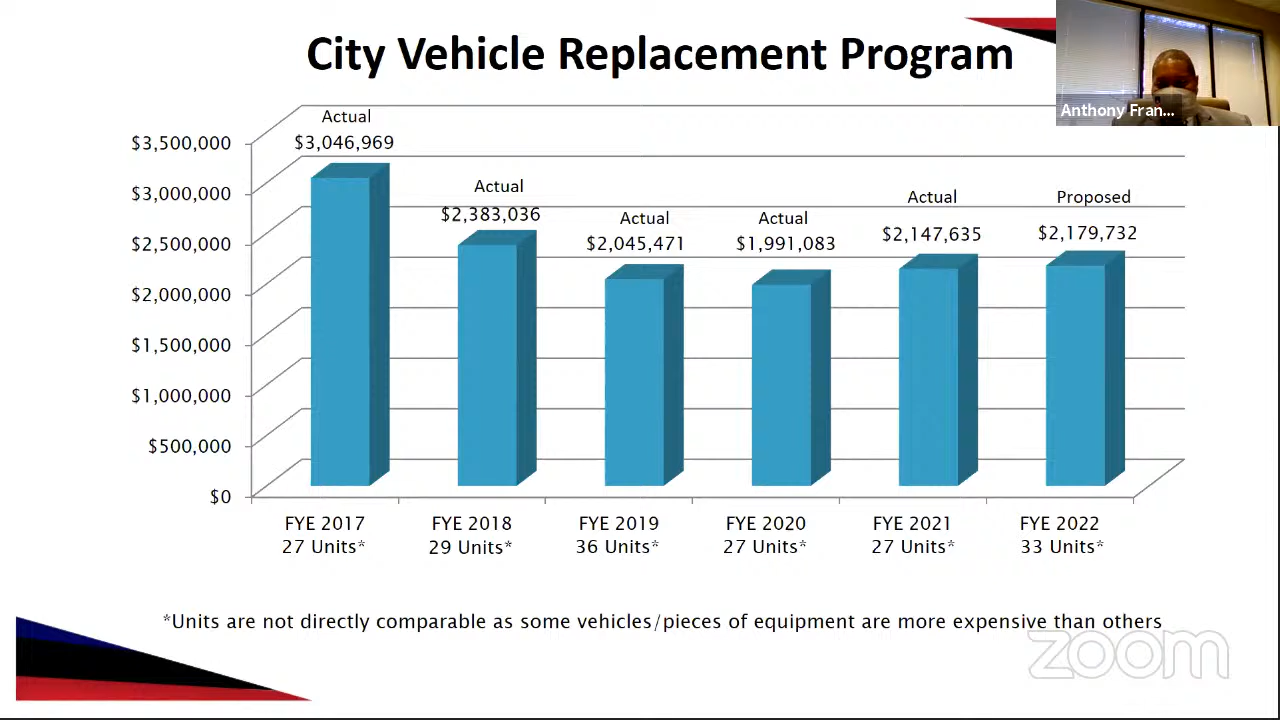 City Vehicle Replacement Program
Anthony Fran...
Actual
$3,046,969
Actual
$2,383,036
Actual
$2,045,471
Actual
$1,991,083
Actual
$2,147,635
Proposed
$2,179,732
$3,500,000
$3,000,000
$2,500,000
$2,000,000
$1,500,000
$1,000,000
$500,000
$0
FYE 2017
27 Units*
FYE 2018
29 Units*
FYE 2019
36 Units*
FYE 2020
27 Units*
FYE 2021
27 Units*
FYE 2022
33 Units*
*Units are not directly comparable as some vehicles/pieces of equipment are more expensive than others
zoom